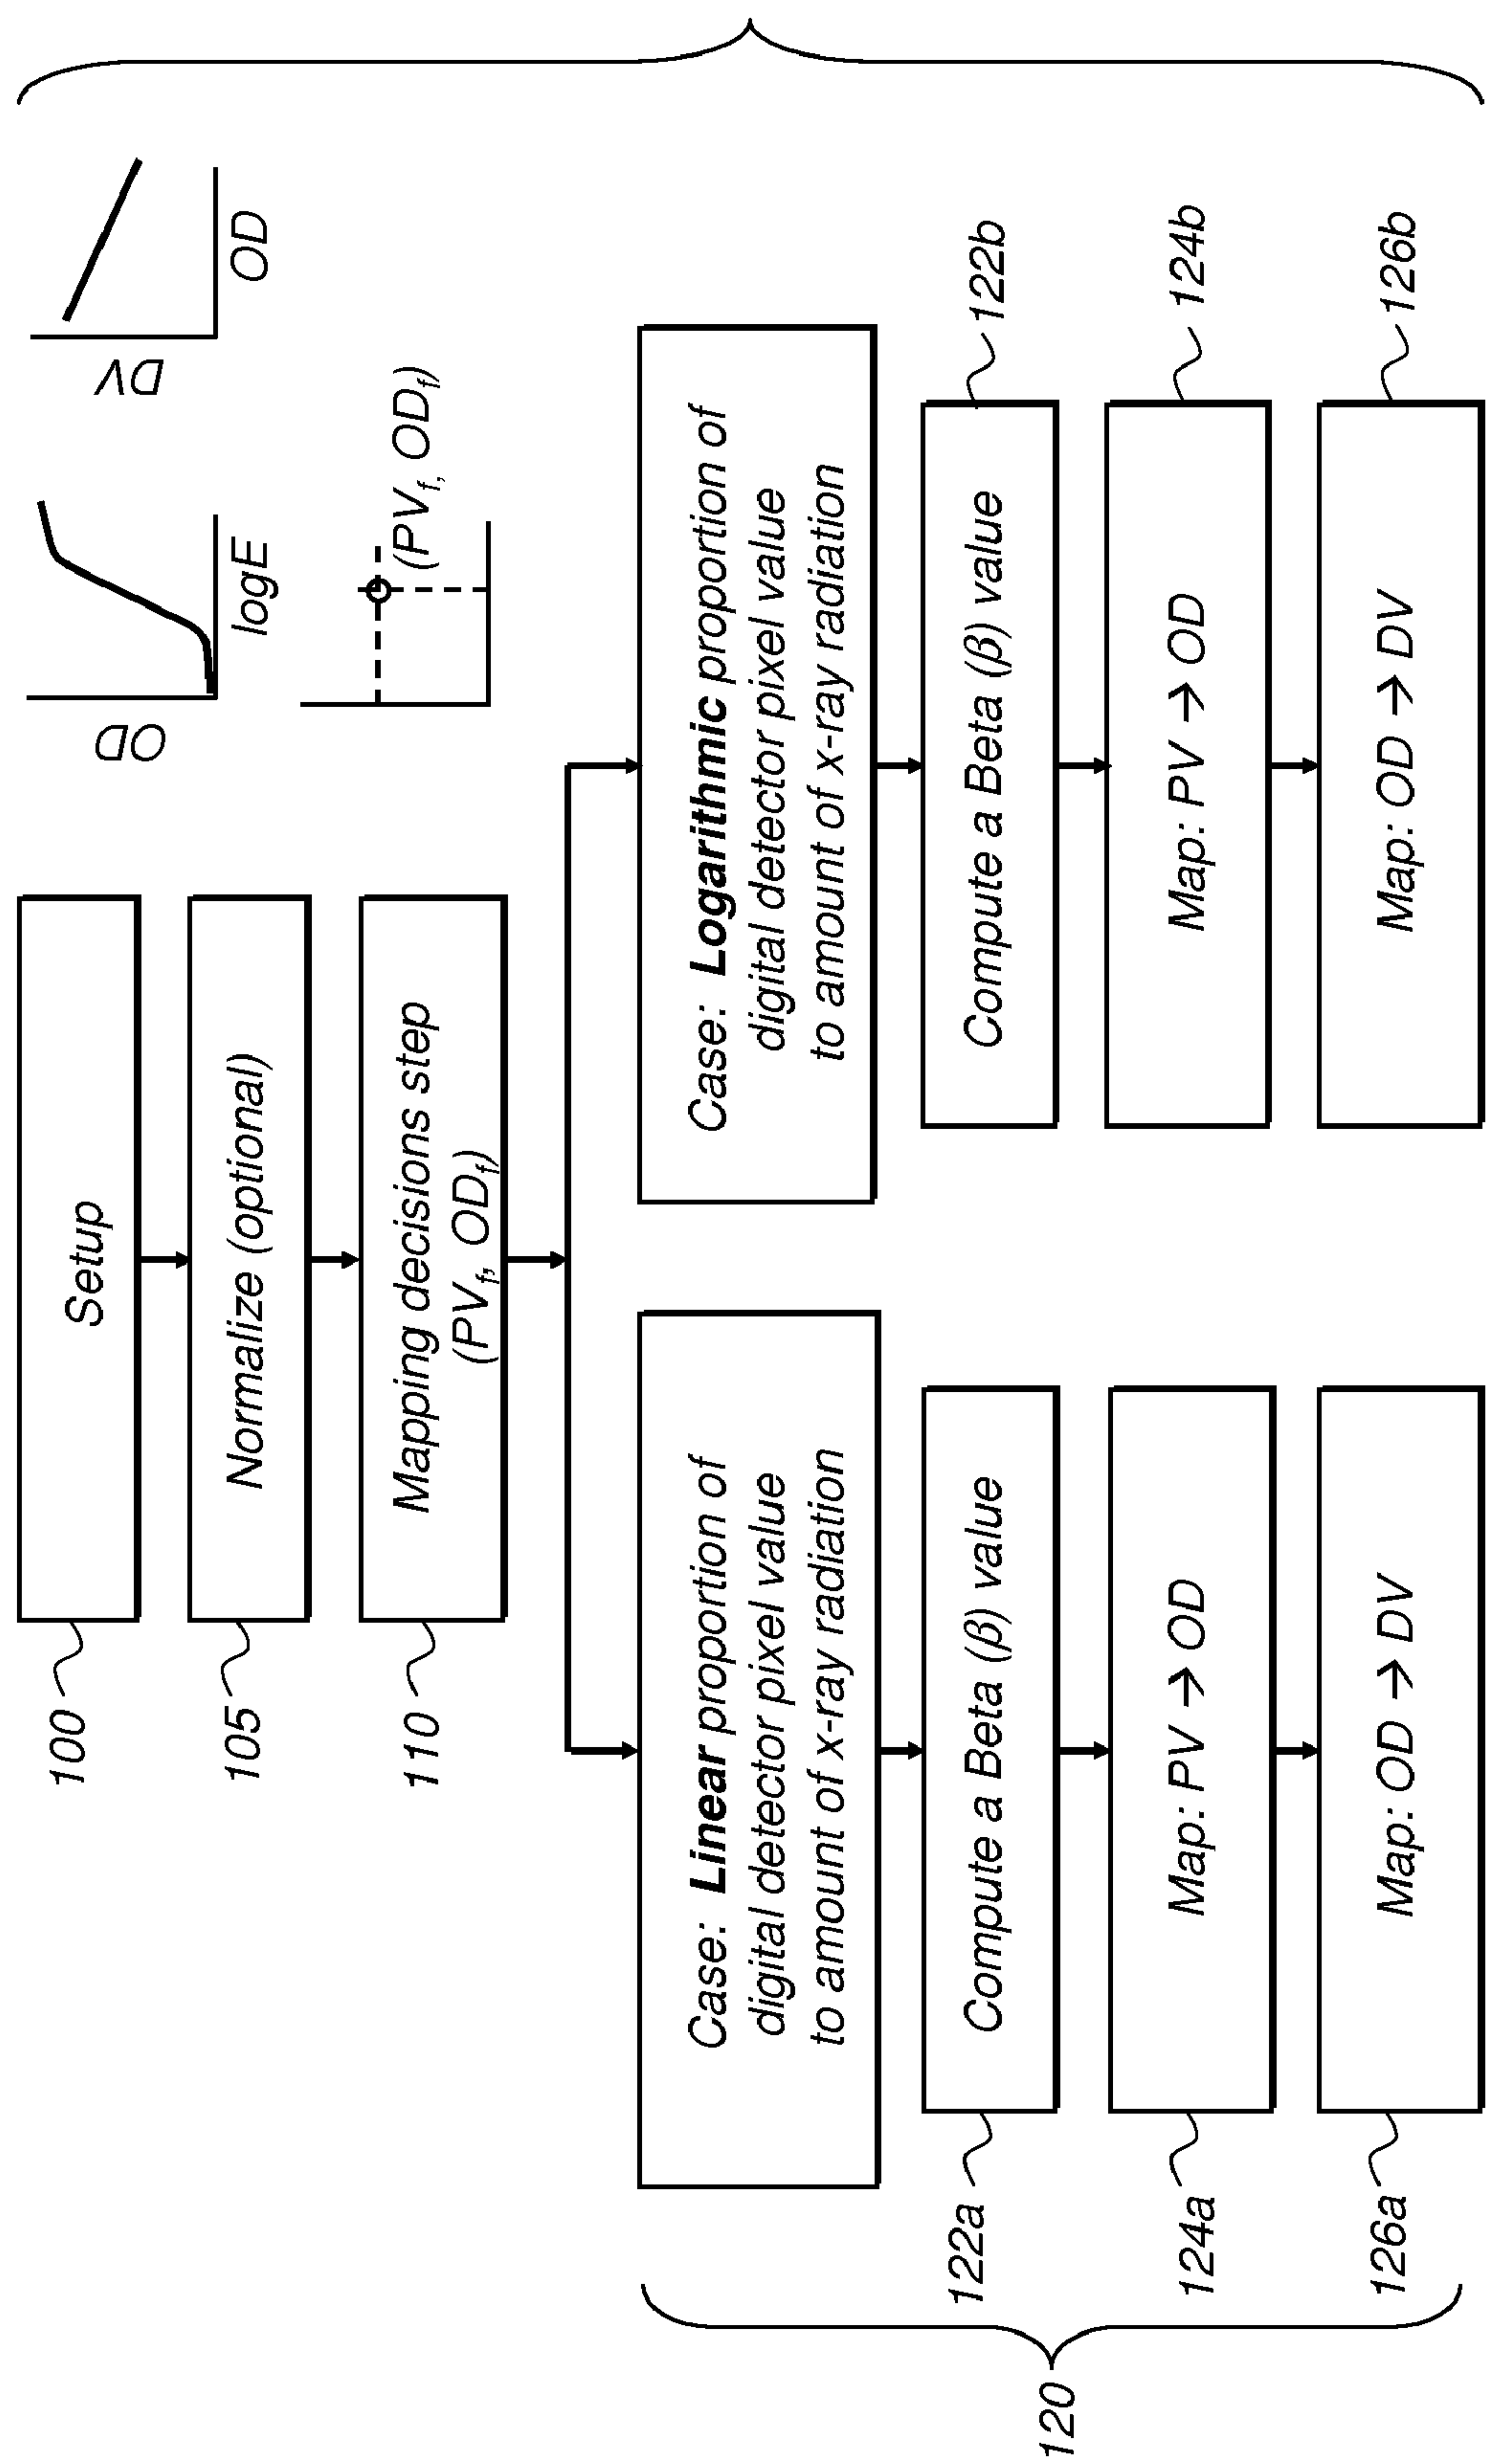 100
Setup
OD
logE
DV
OD
105
Normalize (optional)
110
Mapping decisions step
(PVf, ODf)
(PVf, ODf)
120
Case: Linear proportion of
digital detector pixel value
to amount of x-ray radiation
Case: Logarithmic proportion of
digital detector pixel value
to amount of x-ray radiation
122a
Compute a Beta (β) value
Compute a Beta (β) value
122b
124a
Map: PV → OD
Map: PV → OD
124b
126a
Map: OD → DV
Map: OD → DV
126b